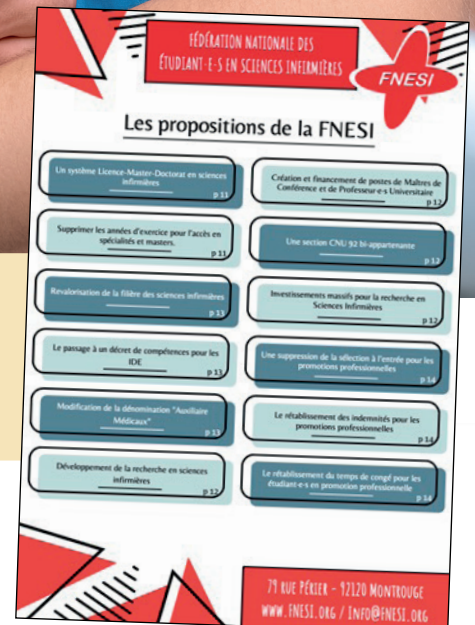 FÉDÉRATION NATIONALE DES
ÉTUDIANT·E·S EN SCIENCES INFIRMIÈRES
FNESI
Les propositions de la FNESI
Un système Licence-Master-Doctorat en sciences
infirmières
p 11
Supprimer les années d'exercice pour l'accès en
spécialités et masters.
p 11
Revalorisation de la filière des sciences infirmières
p 13
Le passage à un décret de compétences pour les
IDE
p 13
Modification de la dénomination "Auxiliaire
Médicaux"
p 13
Développement de la recherche en sciences
infirmières
p 12
Création et financement de postes de Maîtres de
Conférence et de Professeur·e·s Universitaire
p 12
Une section CNU 92 bi-appartenante
p 12
Investissements massifs pour la recherche en
Sciences Infirmières
p 12
Une suppression de la sélection à l'entrée pour les
promotions professionnelles
p 14
Le rétablissement des indemnités pour les
promotions professionnelles
p 14
Le rétablissement du temps de congé pour les
étudiant·e·s en promotion professionnelle
p 14
79 RUE PÉRIER - 92120 MONTROUGE
WWW.FNESI.ORG / INFO@FNESI.ORG